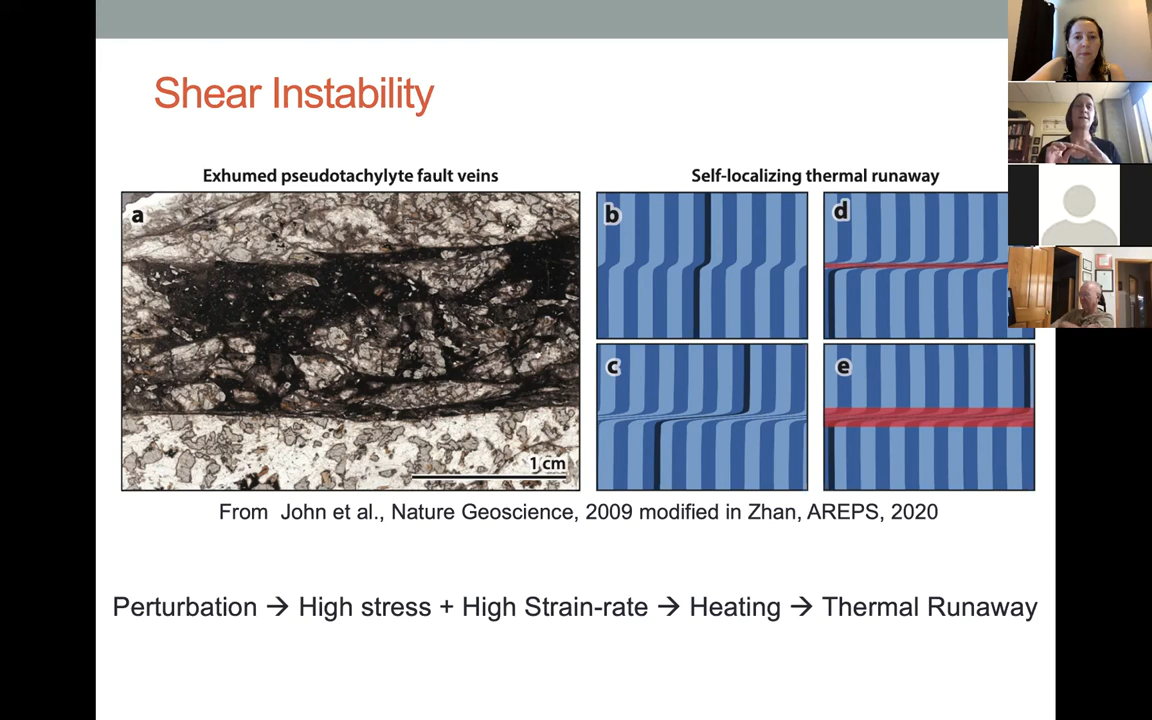 Shear Instability
Exhumed pseudotachylyte fault veins
Self-localizing thermal runaway
a
b
d
c
e
1 cm
From John et al., Nature Geoscience, 2009 modified in Zhan, AREPS, 2020
Perturbation → High stress + High Strain-rate → Heating → Thermal Runaway